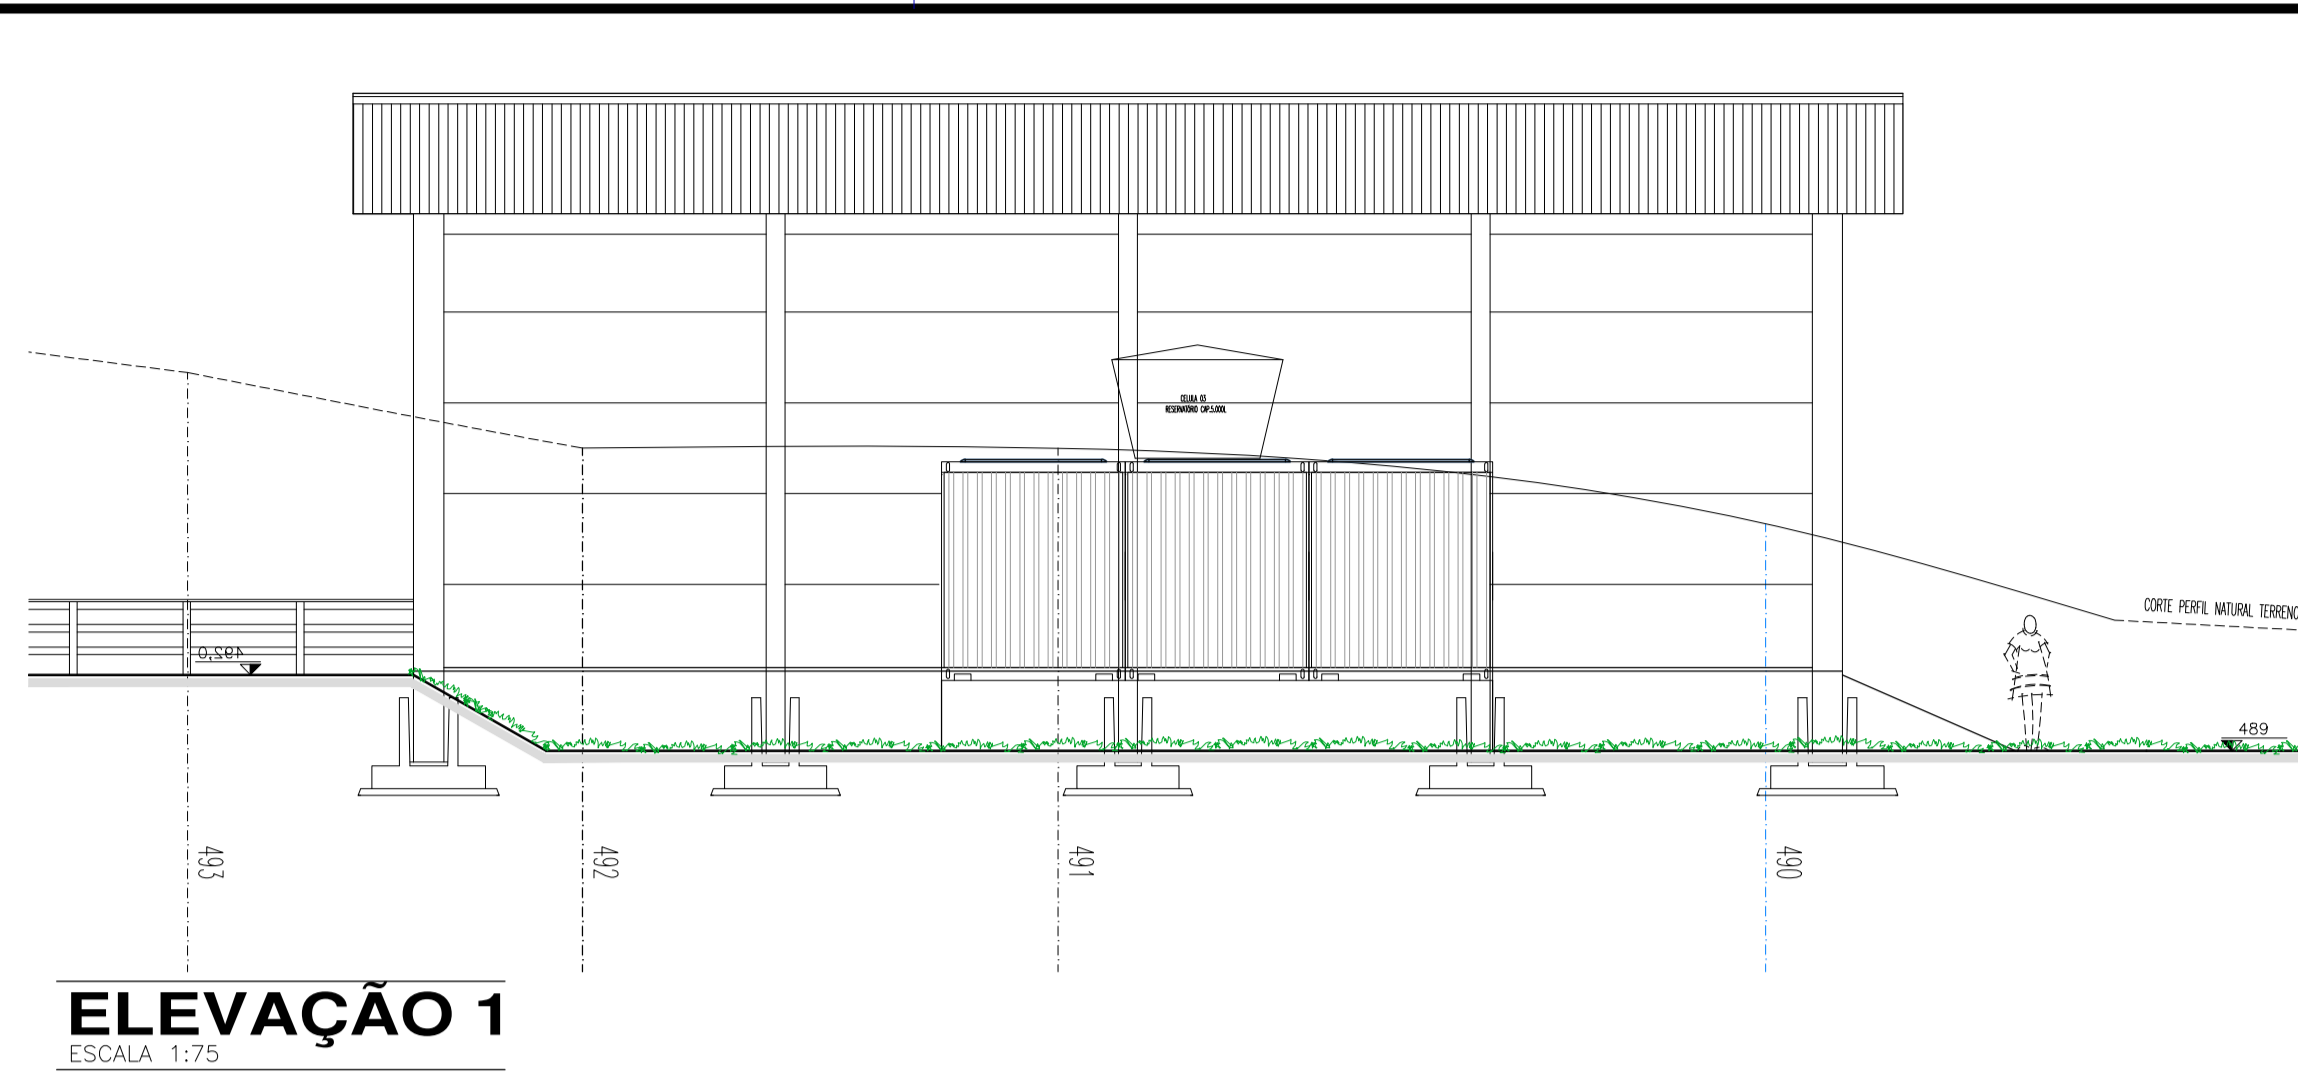 CELULA 03
RESERVATÓRIO CAP.5.000L
CORTE PERFIL NATURAL TERRENO
492,0
489
493
492
491
490
ELEVAÇÃO 1
ESCALA 1:75